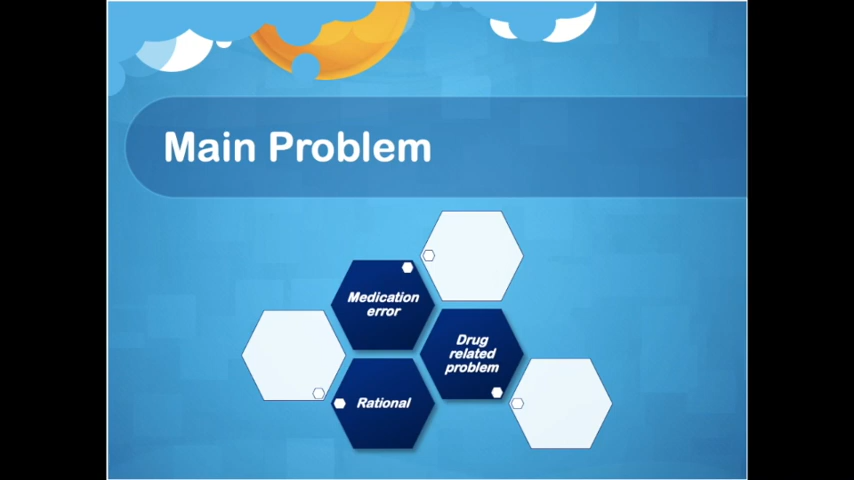 Main Problem
Medication
error
Drug
related
problem
Rational